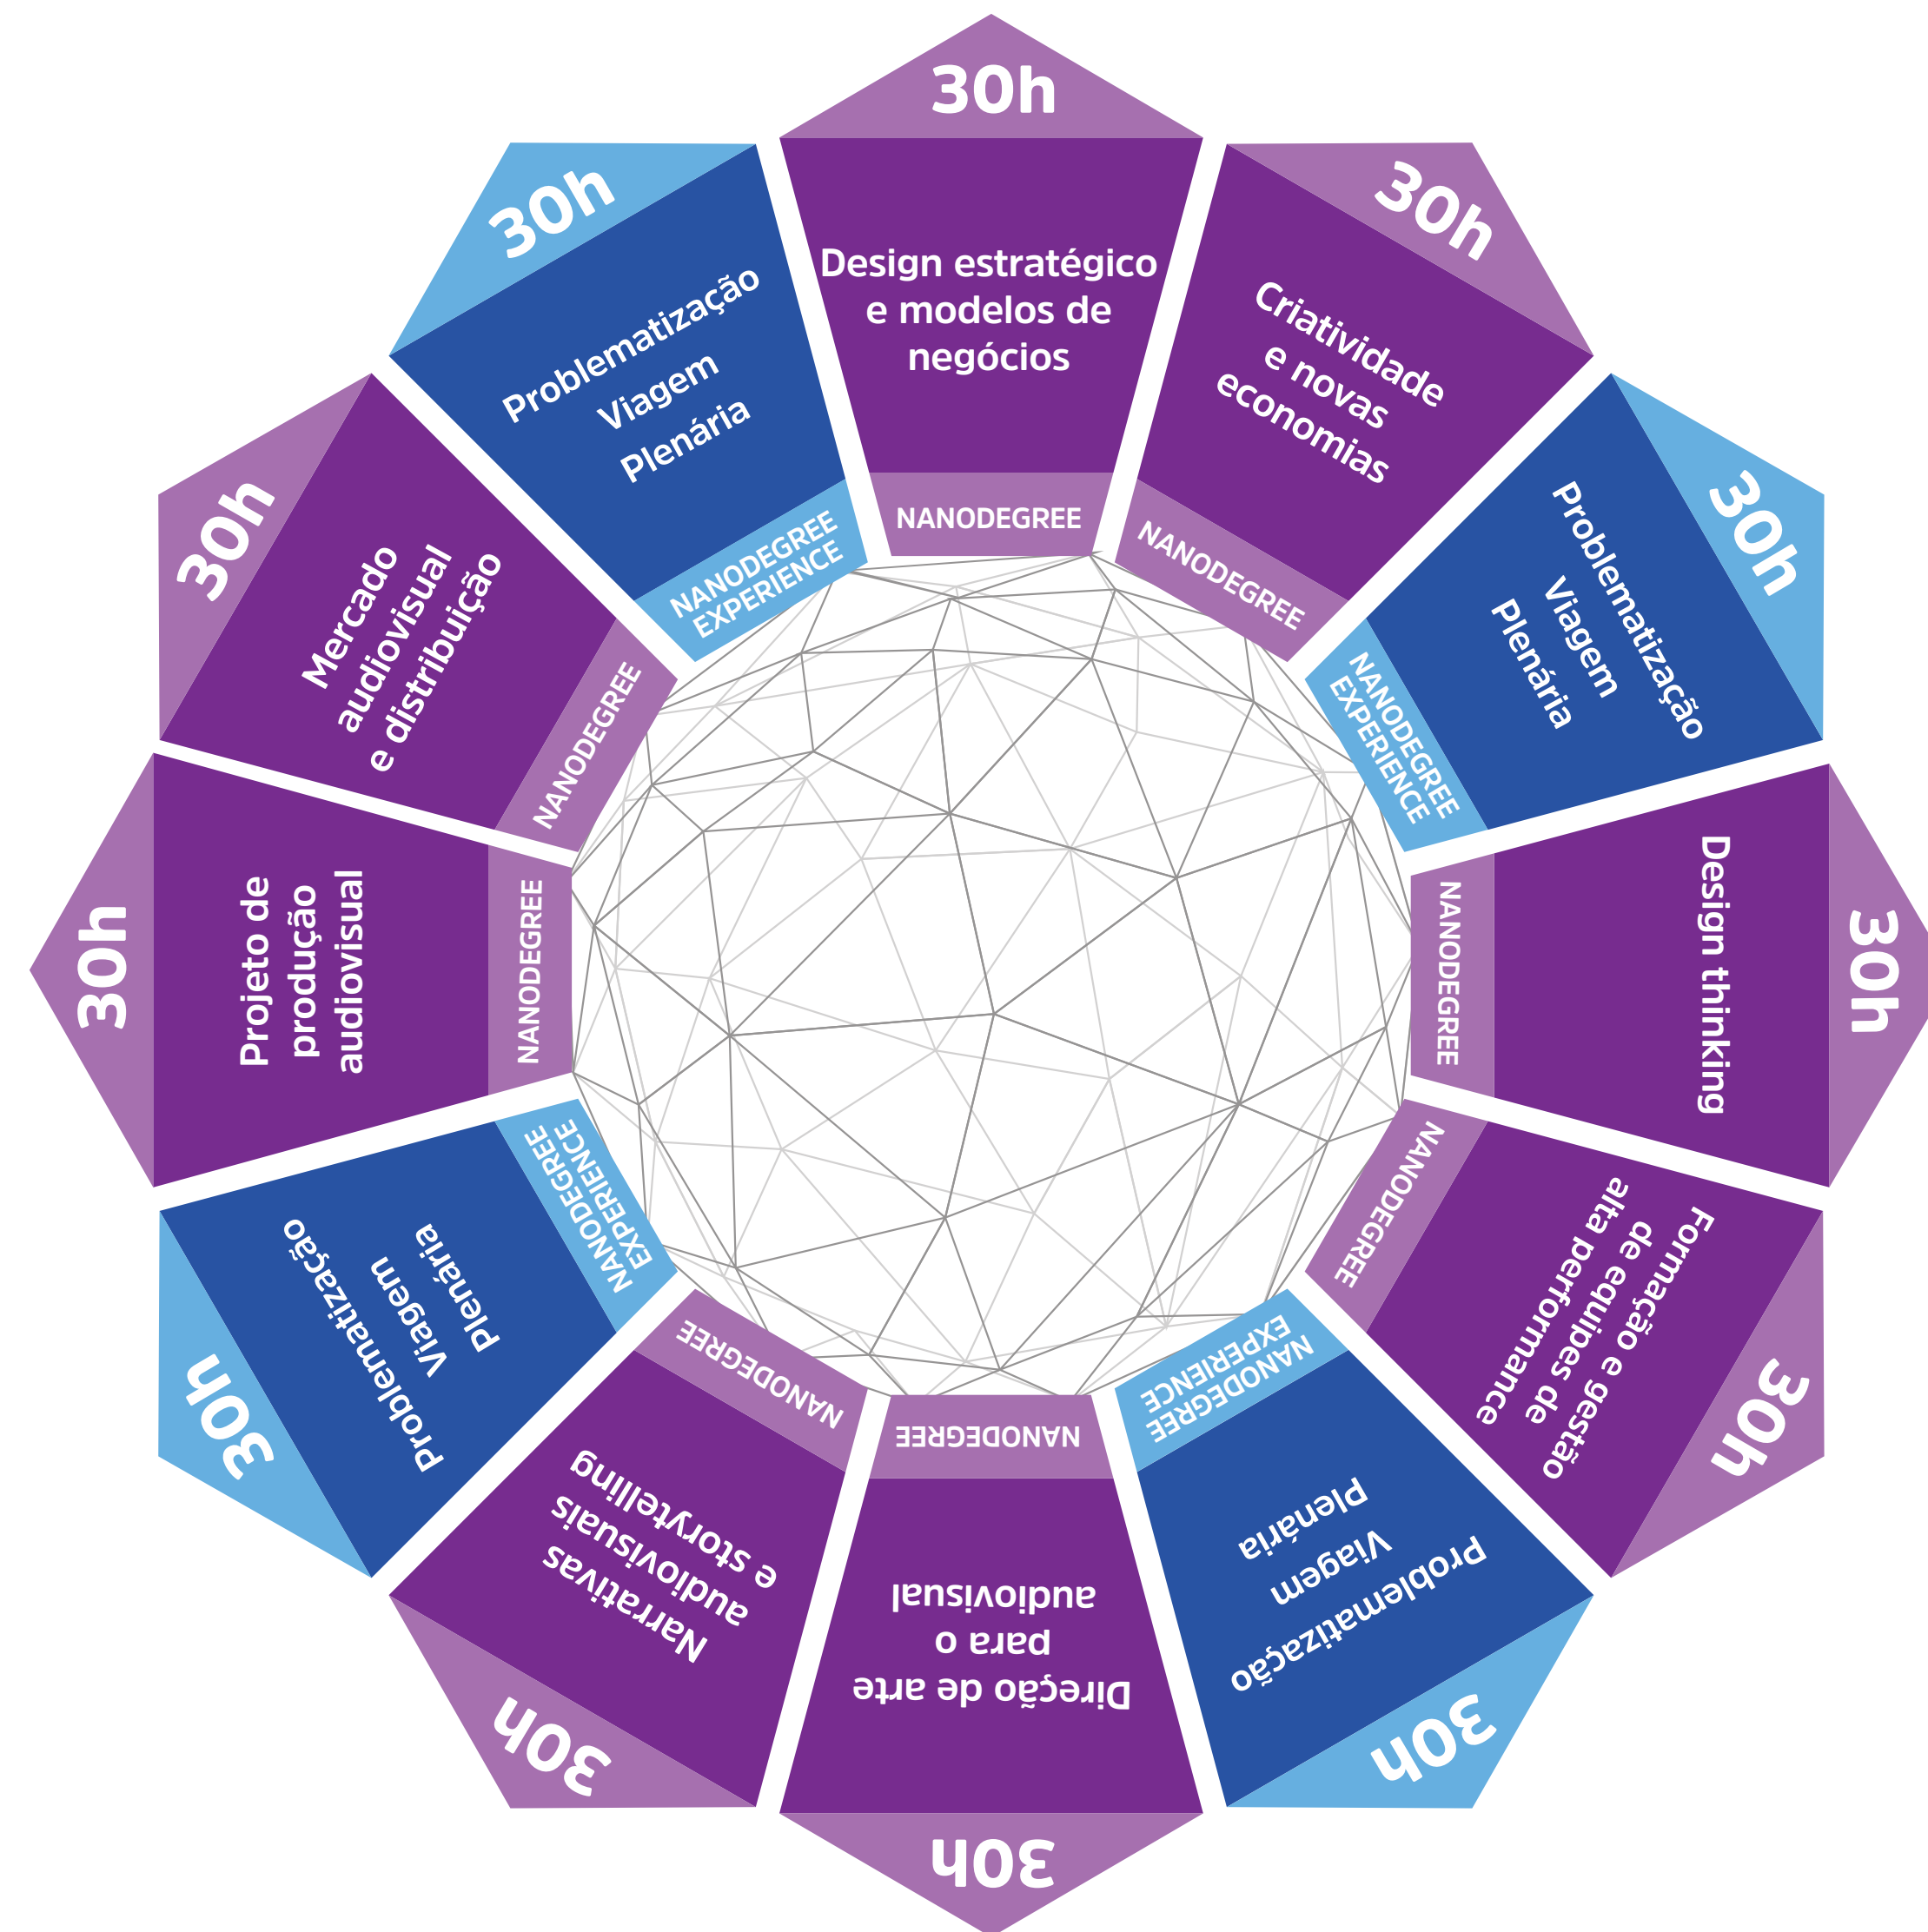 30h
Design estratégico
e modelos de
negócios
NANODEGREE
30h
Criatividade
e novas
economias
NANODEGREE
30h
Problematização
Viagem
Plenária
NANODEGREE
EXPERIENCE
30h
Design thinking
NANODEGREE
30h
Formação e gestão
de equipes de
alta performance
NANODEGREE
30h
Problematização
Viagem
Plenária
NANODEGREE
EXPERIENCE
30h
Direção de arte
para o
audiovisual
NANODEGREE
30h
Narrativas
audiovisuais
e storytelling
NANODEGREE
30h
Problematização
Viagem
Plenária
NANODEGREE
EXPERIENCE
30h
Projeto de
produção
audiovisual
NANODEGREE
30h
Mercado
audiovisual
e distribuição
NANODEGREE
30h
Problematização
Viagem
Plenária
NANODEGREE
EXPERIENCE